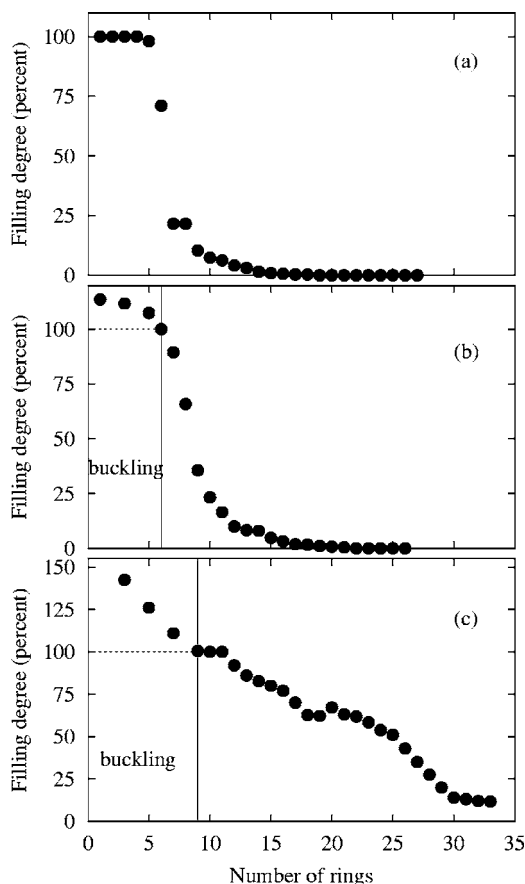 100
75
50
25
0
Filling degree (percent)
(a)
100
75
50
25
0
Filling degree (percent)
(b)
buckling
150
125
100
75
50
25
0
Filling degree (percent)
(c)
buckling
0 5 10 15 20 25 30 35
Number of rings